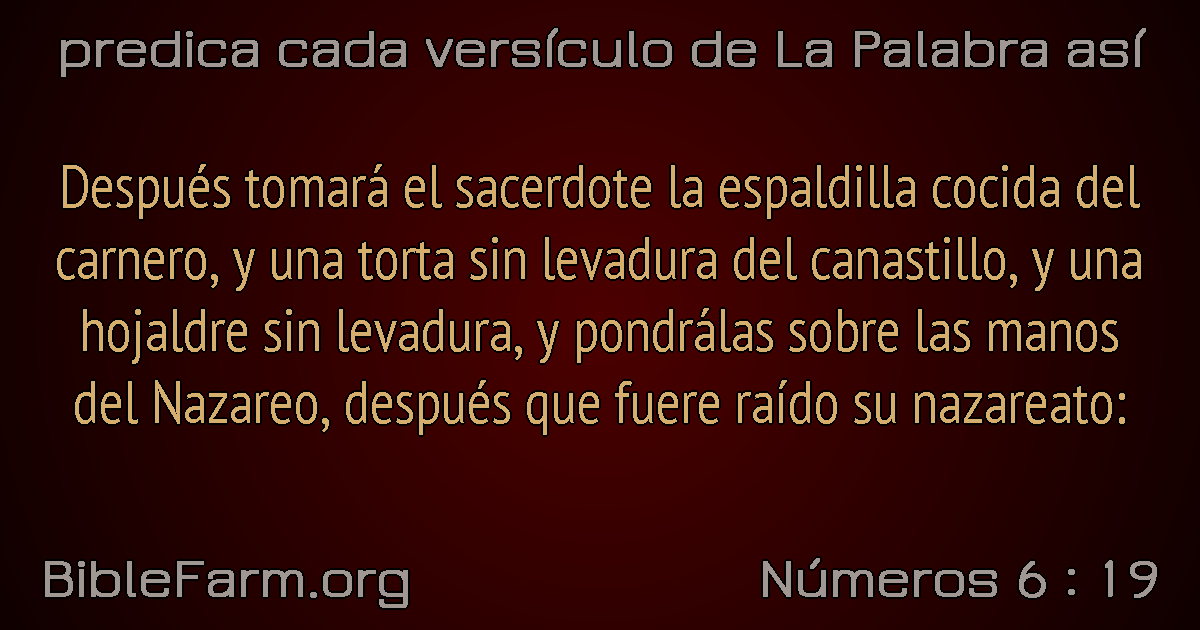 predica cada versículo de La Palabra así
Después tomará el sacerdote la espaldilla cocida del
carnero, y una torta sin levadura del canastillo, y una
hojaldre sin levadura, y pondrálas sobre las manos
del Nazareo, después que fuere raído su nazareato:
BibleFarm.org
Números 6 : 19